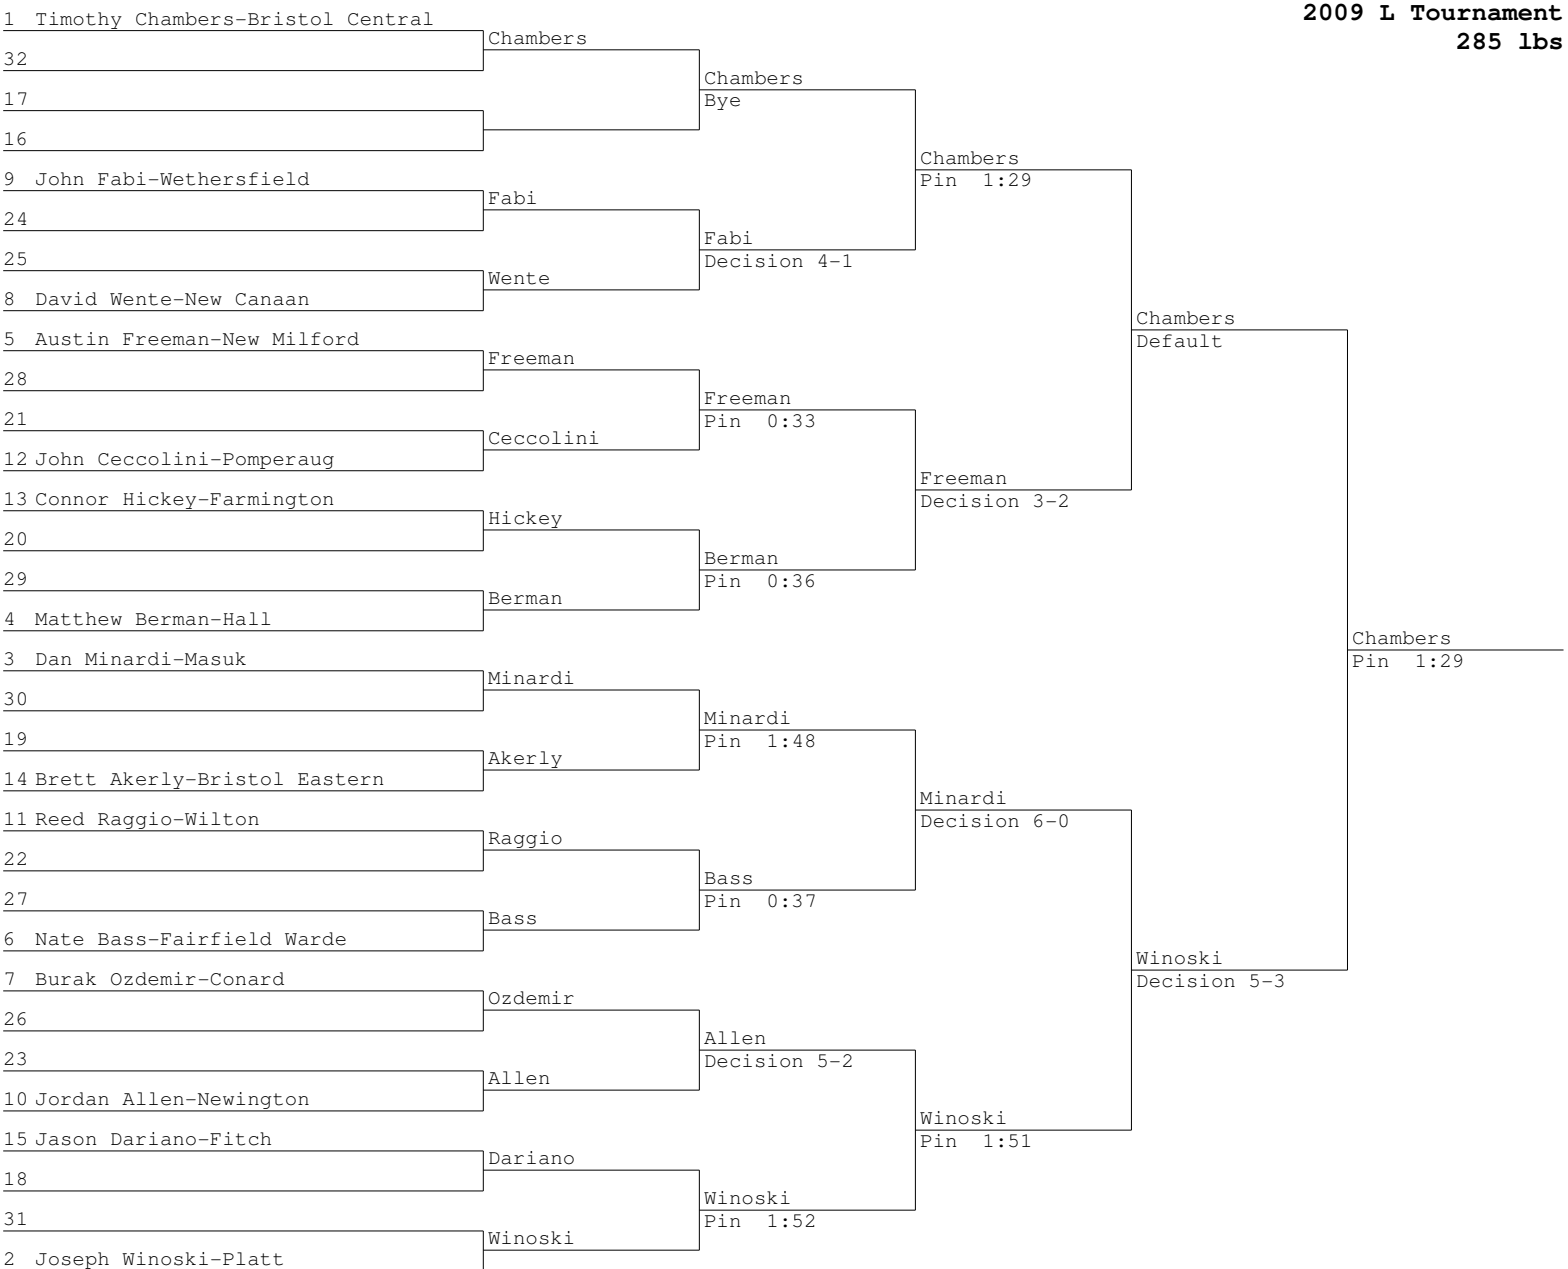 2009 L Tournament
285 lbs
1 Timothy Chambers-Bristol Central
Chambers
32
Chambers
17
Bye
16
Chambers
9 John Fabi-Wethersfield
Pin 1:29
Fabi
24
Fabi
25
Decision 4-1
Wente
8 David Wente-New Canaan
Chambers
5 Austin Freeman-New Milford
Default
Freeman
28
Freeman
21
Pin 0:33
Ceccolini
12 John Ceccolini-Pomperaug
Freeman
13 Connor Hickey-Farmington
Decision 3-2
Hickey
20
Berman
29
Pin 0:36
Berman
4 Matthew Berman-Hall
Chambers
3 Dan Minardi-Masuk
Pin 1:29
Minardi
30
Minardi
19
Pin 1:48
Akerly
14 Brett Akerly-Bristol Eastern
Minardi
11 Reed Raggio-Wilton
Decision 6-0
Raggio
22
Bass
27
Pin 0:37
Bass
6 Nate Bass-Fairfield Warde
Winoski
7 Burak Ozdemir-Conard
Decision 5-3
Ozdemir
26
Allen
23
Decision 5-2
Allen
10 Jordan Allen-Newington
Winoski
15 Jason Dariano-Fitch
Pin 1:51
Dariano
18
Winoski
31
Pin 1:52
Winoski
2 Joseph Winoski-Platt